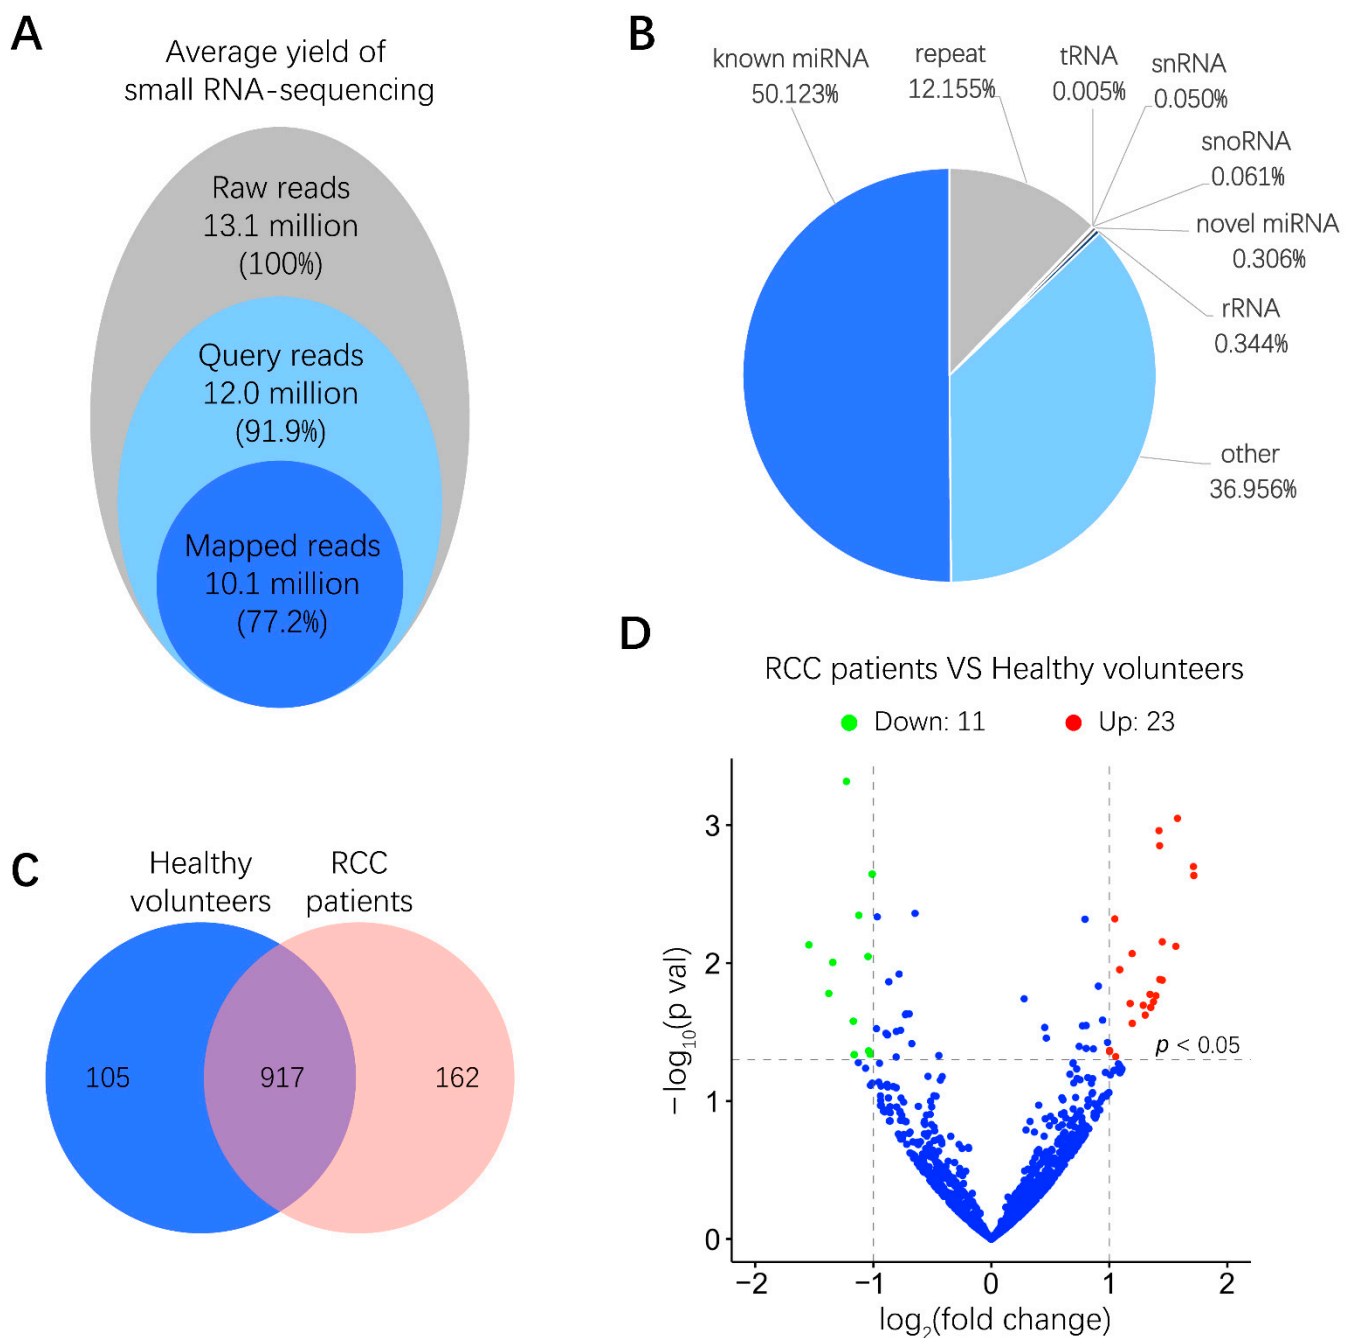 A
Average yield of
small RNA-sequencing
Raw reads
13.1 million
(100%)
Query reads
12.0 million
(91.9%)
Mapped reads
10.1 million
(77.2%)
B
known miRNA
50.123%
repeat
12.155%
tRNA
0.005%
snRNA
0.050%
snoRNA
0.061%
novel miRNA
0.306%
rRNA
0.344%
other
36.956%
C
Healthy
volunteers
RCC
patients
105
917
162
D
RCC patients VS Healthy volunteers
Down: 11
Up: 23
3
2
1
0
−log10(p val)
p < 0.05
−2
−1
0
1
2
log2(fold change)